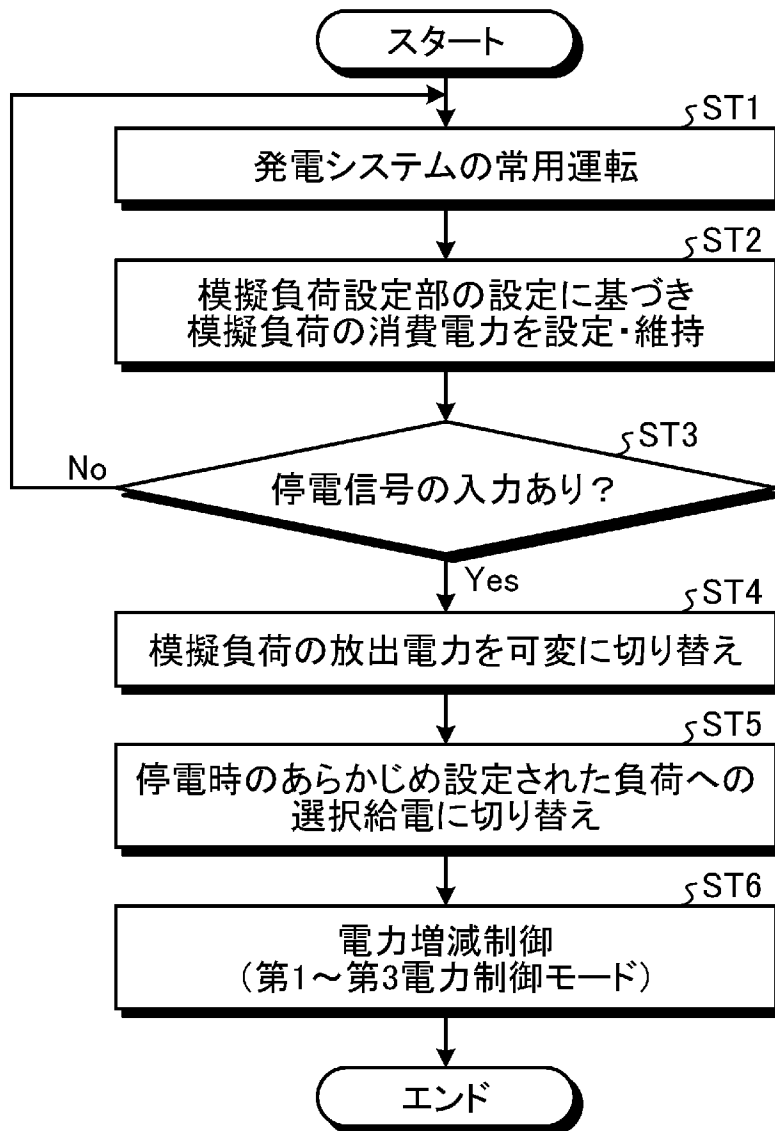 スタート
ST1
発電システムの常用運転
ST2
模擬負荷設定部の設定に基づき
模擬負荷の消費電力を設定・維持
ST3
No
停電信号の入力あり？
Yes
ST4
模擬負荷の放出電力を可変に切り替え
ST5
停電時のあらかじめ設定された負荷への
選択給電に切り替え
ST6
電力増減制御
（第1～第3電力制御モード）
エンド